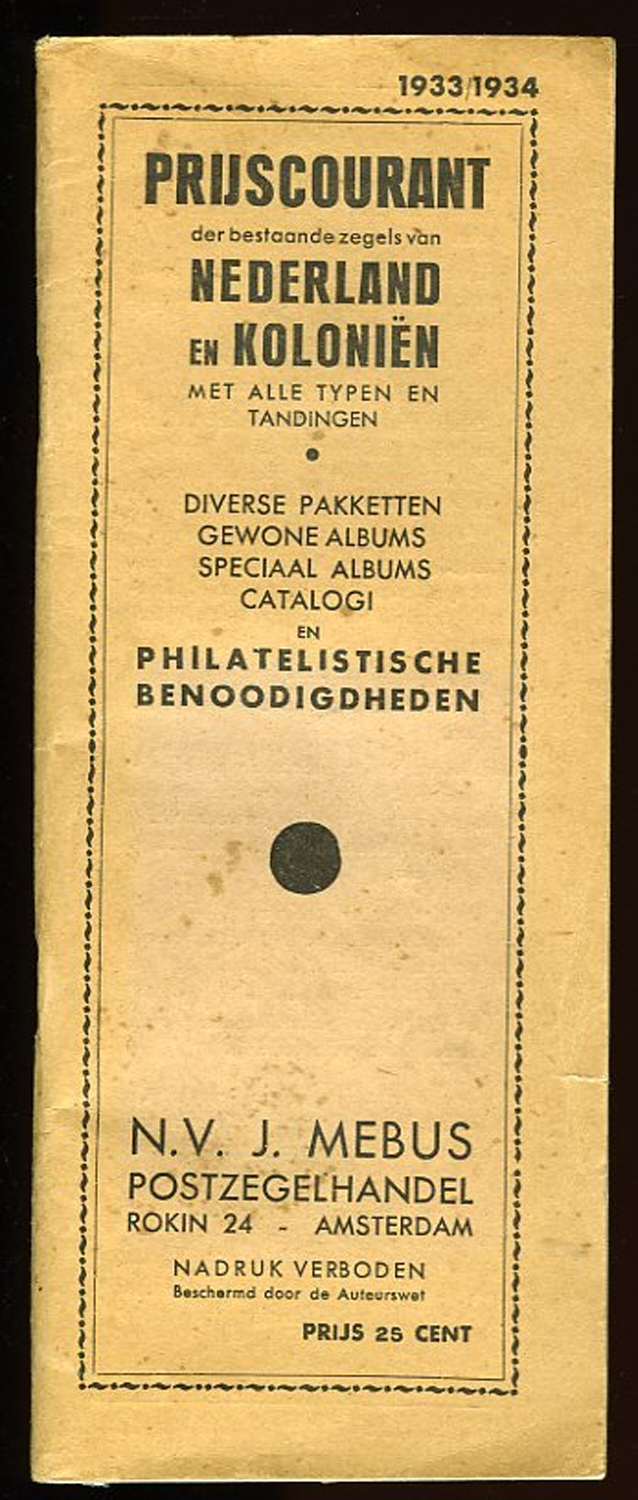 1933/1934
PRIJSCOURANT
der bestaande zegels van
NEDERLAND
EN KOLONIËN
MET ALLE TYPEN EN
TANDINGEN
DIVERSE PAKKETTEN
GEWONE ALBUMS
SPECIAAL ALBUMS
CATALOGI
EN
PHILATELISTISCHE
BENOODIGDHEDEN
N.V. J. MEBUS
POSTZEGELHANDEL
ROKIN 24 - AMSTERDAM
NADRUK VERBODEN
Beschermd door de Auteurswet
PRIJS 25 CENT